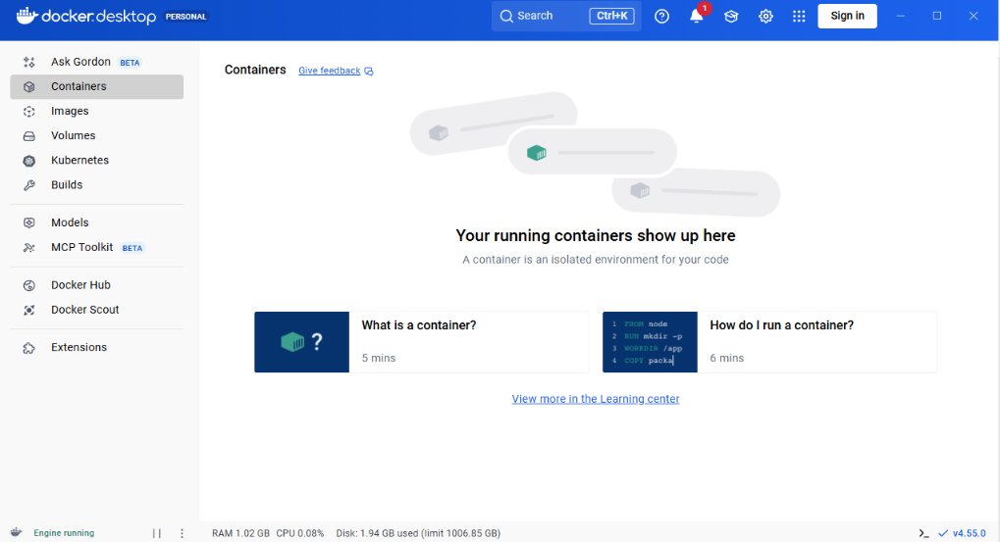 docker.desktop PERSONAL
Search Ctrl+K
1
Sign in
Ask Gordon BETA
Containers
Images
Volumes
Kubernetes
Builds
Models
MCP Toolkit BETA
Docker Hub
Docker Scout
Extensions
Containers Give feedback
Your running containers show up here
A container is an isolated environment for your code
?
What is a container?
5 mins
1 FROM node
2 RUN mkdir -p
3 WORKDIR /app
4 COPY packa
How do I run a container?
6 mins
View more in the Learning center
Engine running
RAM 1.02 GB CPU 0.08% Disk: 1.94 GB used (limit 1006.85 GB)
v4.55.0